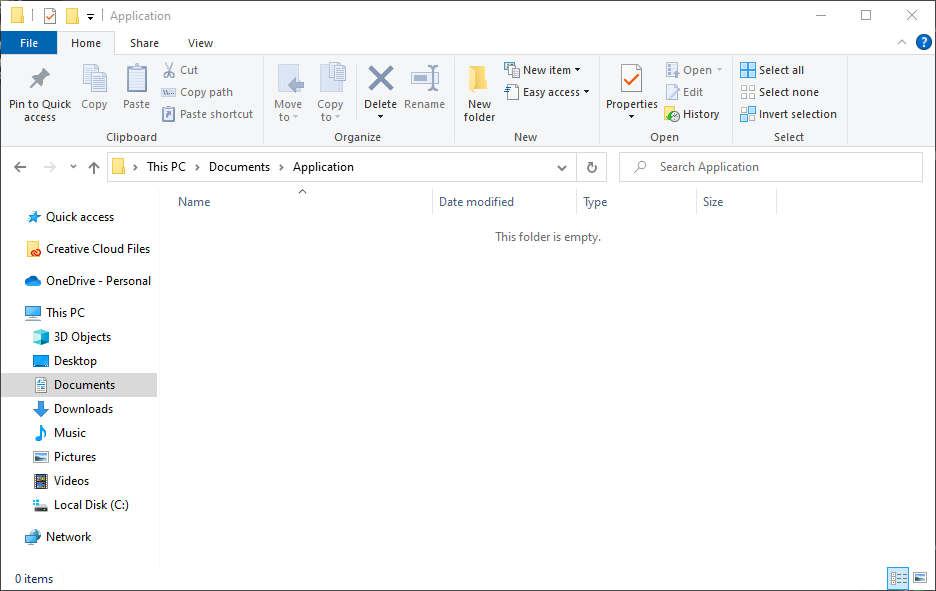 Application
File Home Share View
Pin to Quick access
Copy
Paste
Cut
Copy path
Paste shortcut
Clipboard
Move to
Copy to
Delete
Rename
Organize
New folder
New item
Easy access
New
Properties
Open
Edit
History
Open
Select all
Select none
Invert selection
Select
This PC > Documents > Application
Search Application
Name Date modified Type Size
This folder is empty.
Quick access
Creative Cloud Files
OneDrive - Personal
This PC
3D Objects
Desktop
Documents
Downloads
Music
Pictures
Videos
Local Disk (C:)
Network
0 items